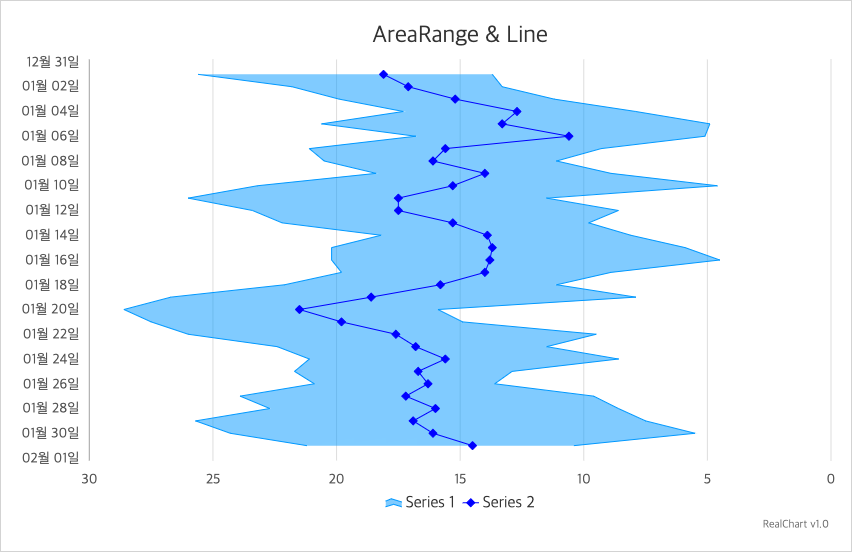 AreaRange & Line
12월 31일
01월 02일
01월 04일
01월 06일
01월 08일
01월 10일
01월 12일
01월 14일
01월 16일
01월 18일
01월 20일
01월 22일
01월 24일
01월 26일
01월 28일
01월 30일
02월 01일
30 25 20 15 10 5 0
Series 1 Series 2
RealChart v1.0